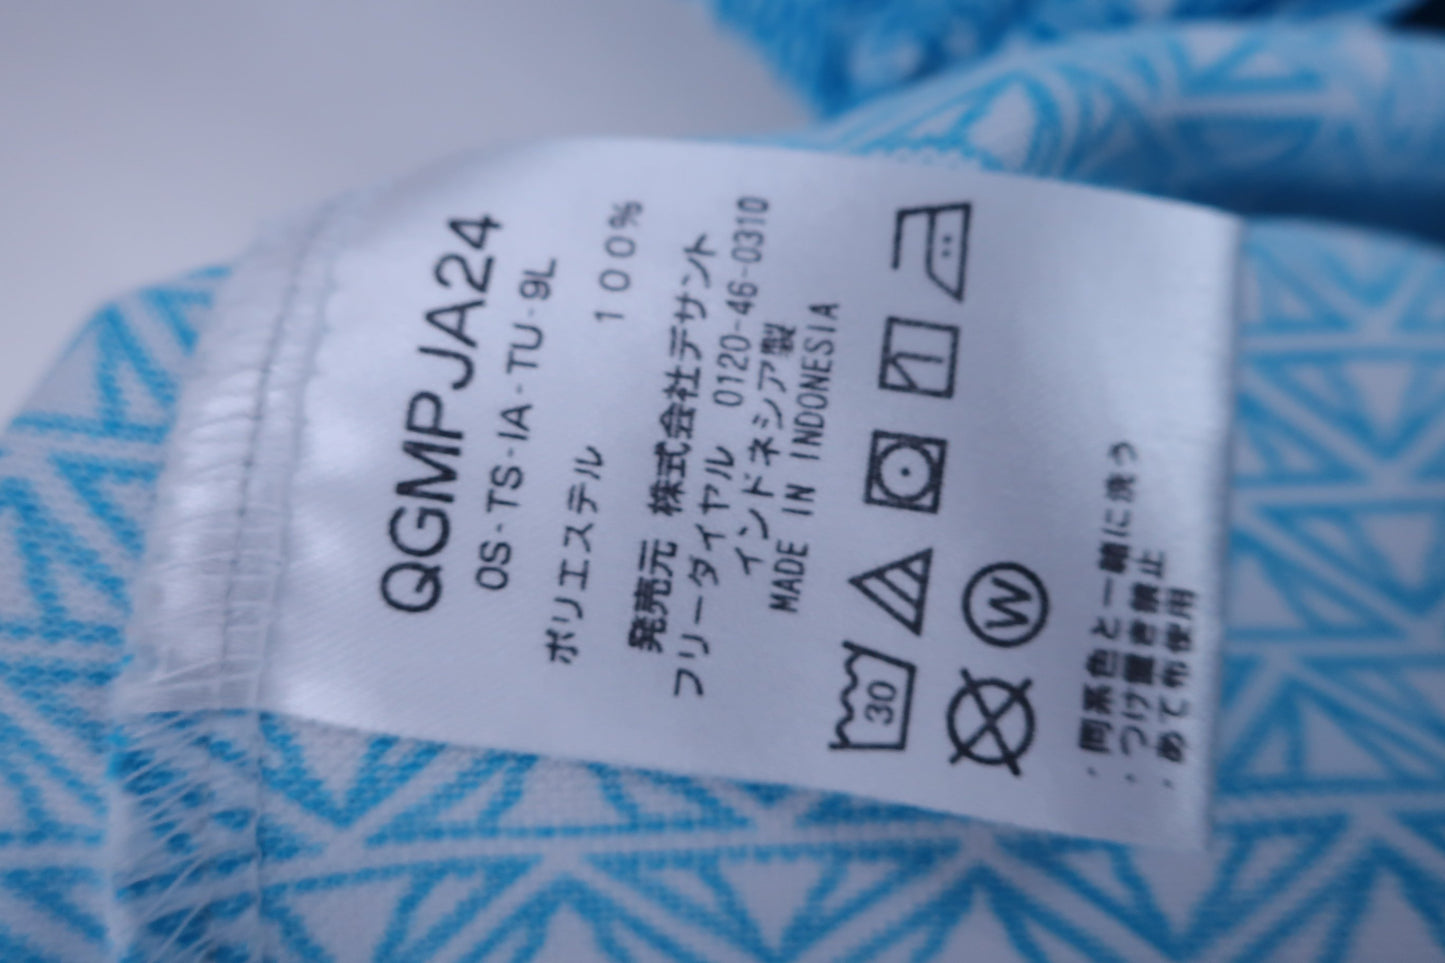 QGMPJA24
OS-TS-IA-TU-9L
ポリエステル 100%
発売元 株式会社デサント
フリーダイヤル 0120-46-0310
インドネシア製
MADE IN INDONESIA
30
W
・同系色と一緒に洗う
・つけ置き禁止
・あて布使用